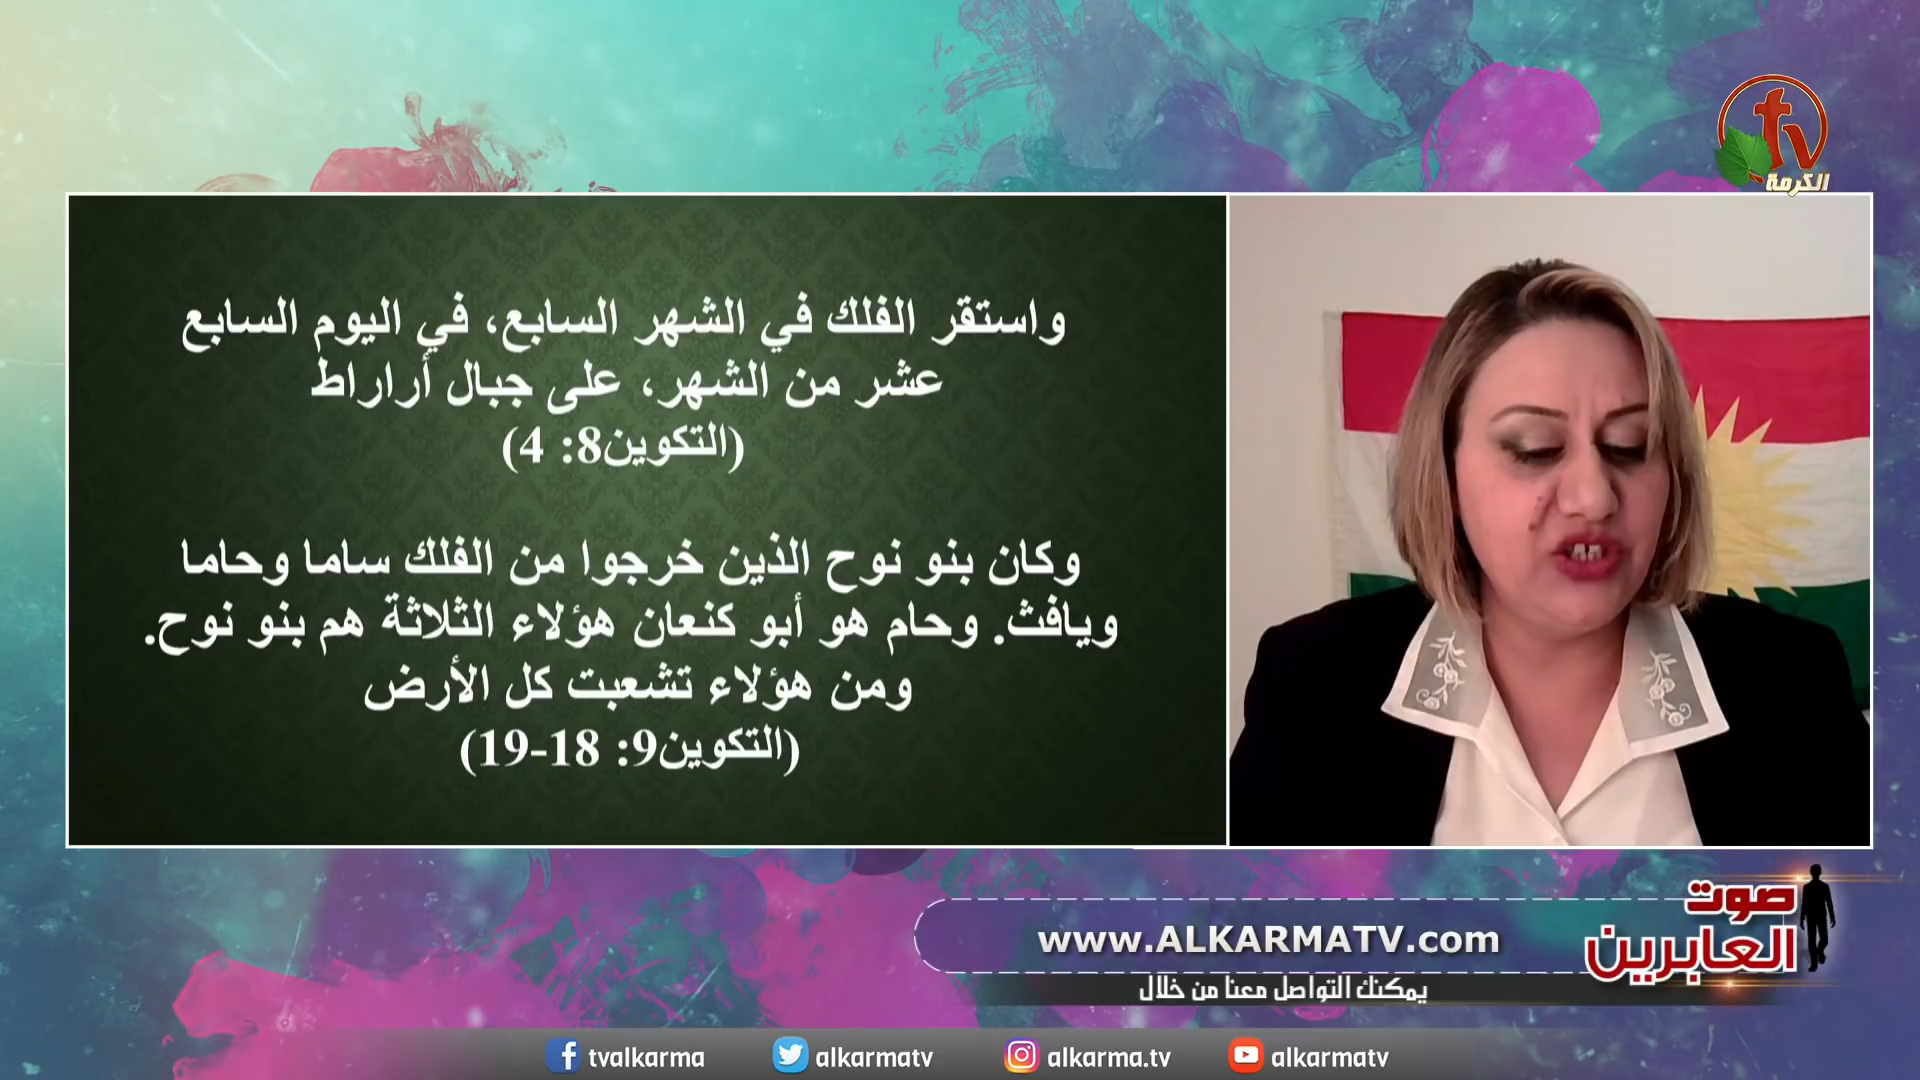 tv
الكرمة
واستقر الفلك في الشهر السابع، في اليوم السابع
عشر من الشهر، على جبال أراراط
(التكوين8: 4)
وكان بنو نوح الذين خرجوا من الفلك ساما وحاما
ويافث. وحام هو أبو كنعان هؤلاء الثلاثة هم بنو نوح.
ومن هؤلاء تشعبت كل الأرض
(التكوين9: 18-19)
صوت
العابرين
www.ALKARMATV.com
يمكنك التواصل معنا من خلال
tvalkarma
alkarmatv
alkarma.tv
alkarmatv